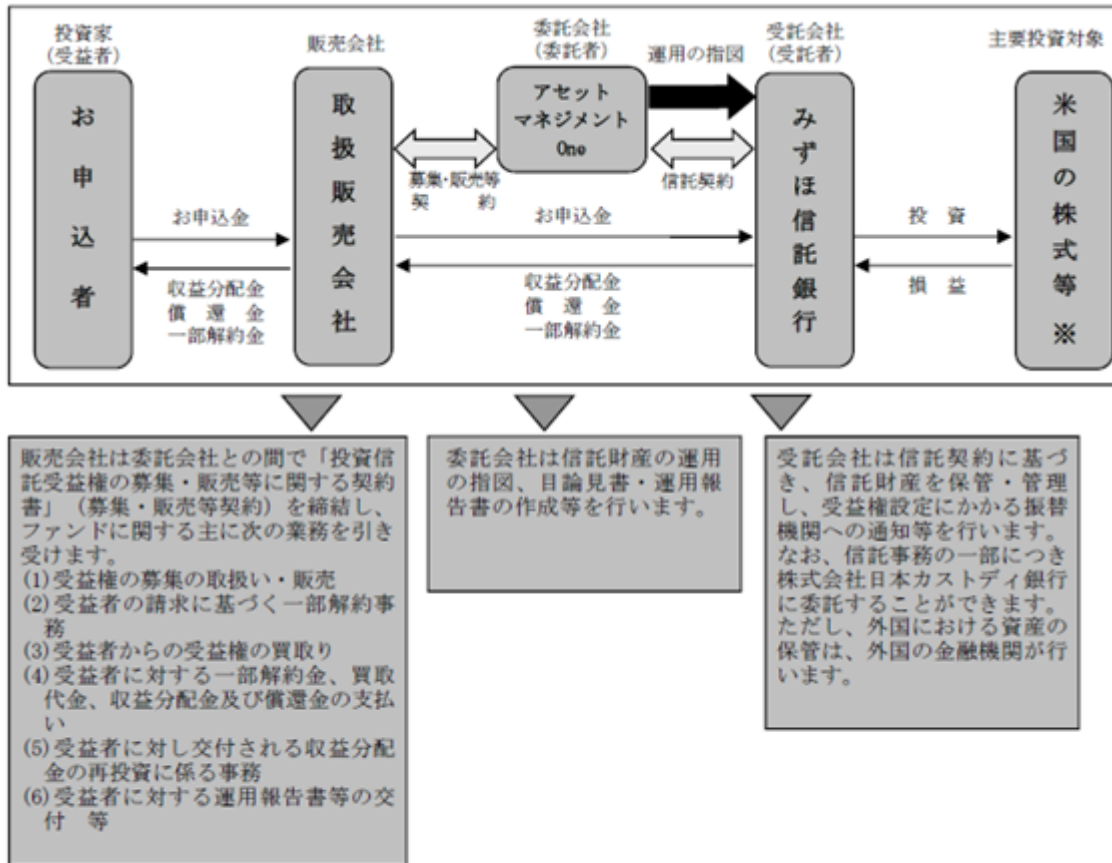 投資家
(受益者)
お申込者
販売会社
取扱販売会社
委託会社
(委託者)
アセット
マネジメント
One
運用の指図
受託会社
(受託者)
みずほ信託銀行
主要投資対象
米国の株式等 ※
募集・販売等
契 約
信託契約
お申込金
収益分配金
償 還 金
一部解約金
お申込金
収益分配金
償 還 金
一部解約金
投 資
損 益
販売会社は委託会社との間で「投資信
託受益権の募集・販売等に関する契約
書」(募集・販売等契約)を締結し、
ファンドに関する主に次の業務を引き
受けます。
(1)受益権の募集の取扱い・販売
(2)受益者の請求に基づく一部解約事
務
(3)受益者からの受益権の買取り
(4)受益者に対する一部解約金、買取
代金、収益分配金及び償還金の支払
い
(5)受益者に対し交付される収益分配
金の再投資に係る事務
(6)受益者に対する運用報告書等の交
付 等
委託会社は信託財産の運用
の指図、目論見書・運用報
告書の作成等を行います。
受託会社は信託契約に基づ
き、信託財産を保管・管理
し、受益権設定にかかる振替
機関への通知等を行います。
なお、信託事務の一部につき
株式会社日本カストディ銀行
に委託することができます。
ただし、外国における資産の
保管は、外国の金融機関が行
います。